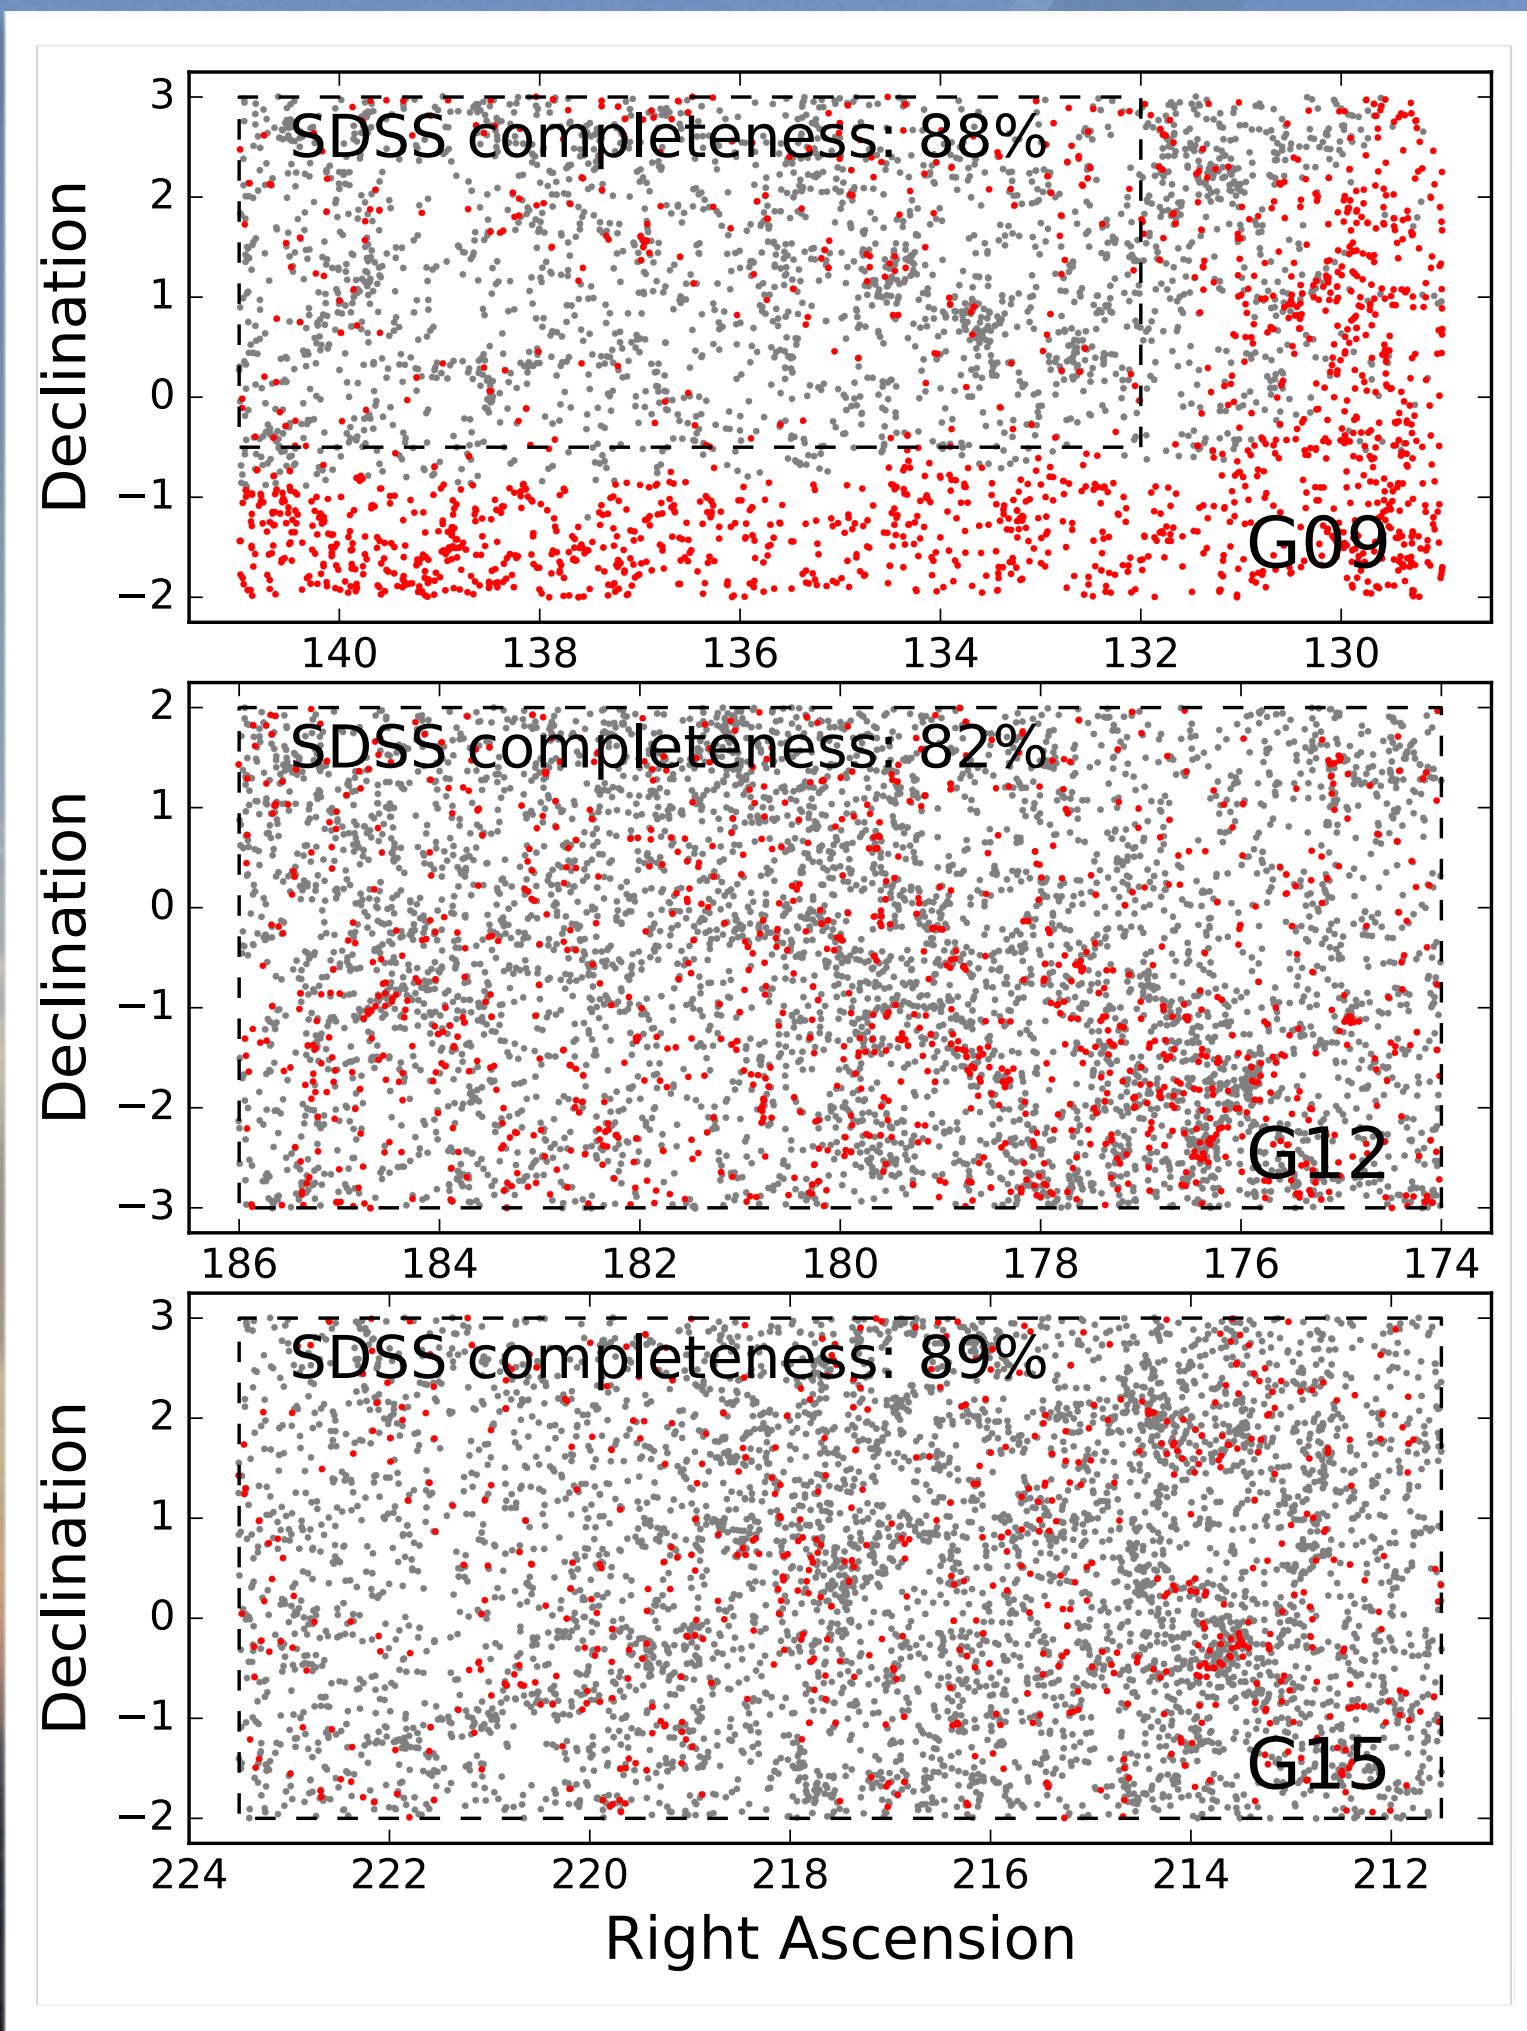 SDSS completeness: 88%
G09
Declination
3
2
1
0
−1
−2
140 138 136 134 132 130
SDSS completeness: 82%
G12
Declination
2
1
0
−1
−2
−3
186 184 182 180 178 176 174
SDSS completeness: 89%
G15
Declination
3
2
1
0
−1
−2
224 222 220 218 216 214 212
Right Ascension